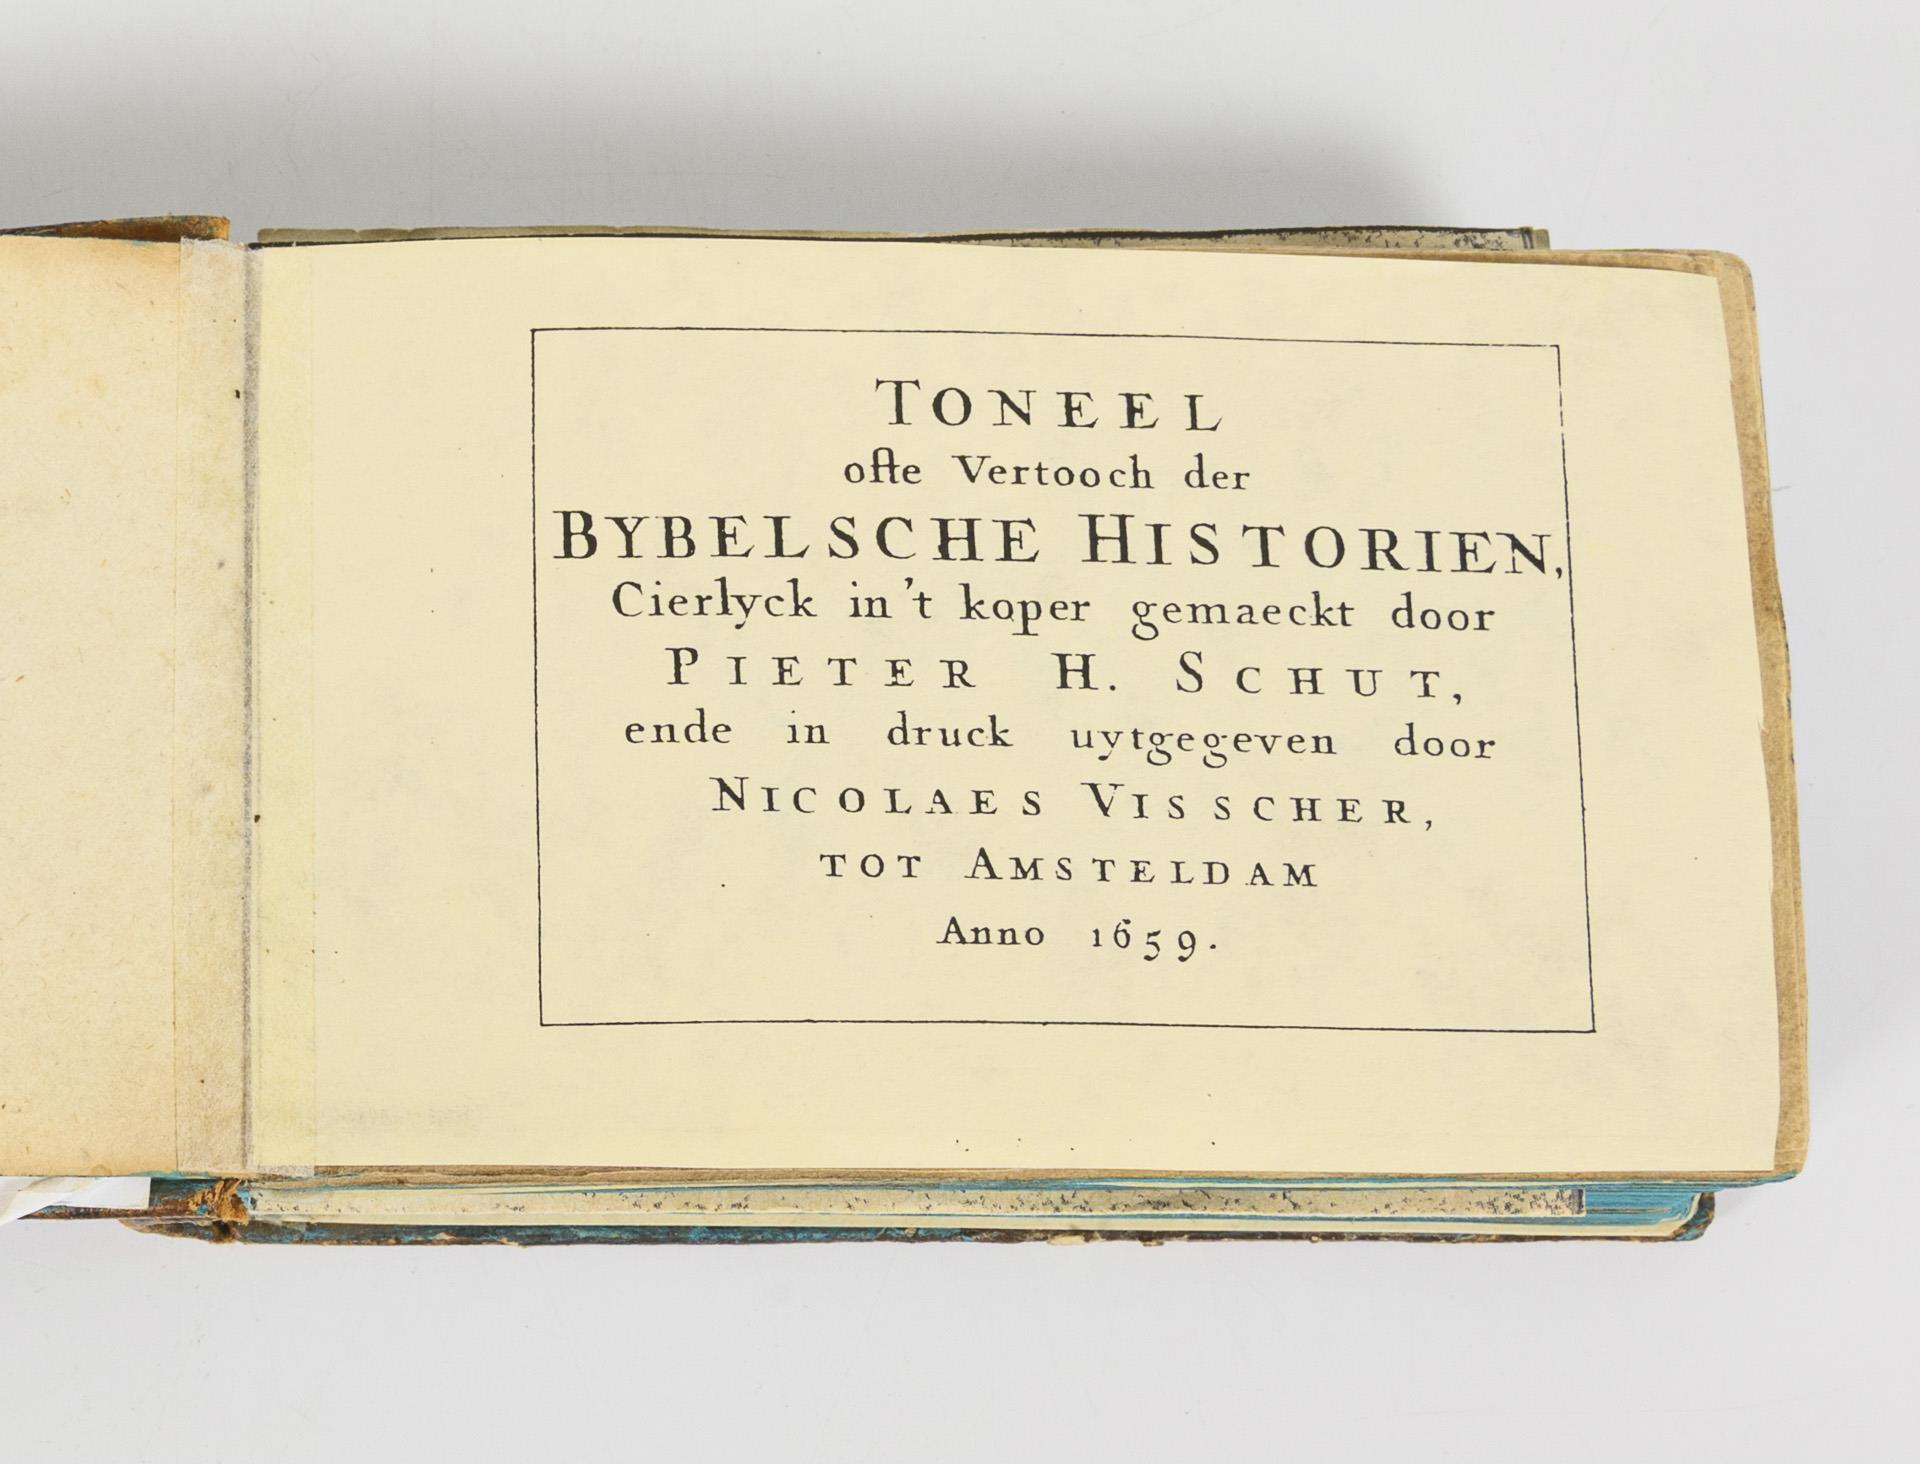 TONEEL
ofte Vertooch der
BYBELSCHE HISTORIEN,
Cierlyck in 't koper gemaeckt door
PIETER H. SCHUT,
ende in druck uytgegeven door
NICOLAES VISSCHER,
TOT AMSTELDAM
Anno 1659.